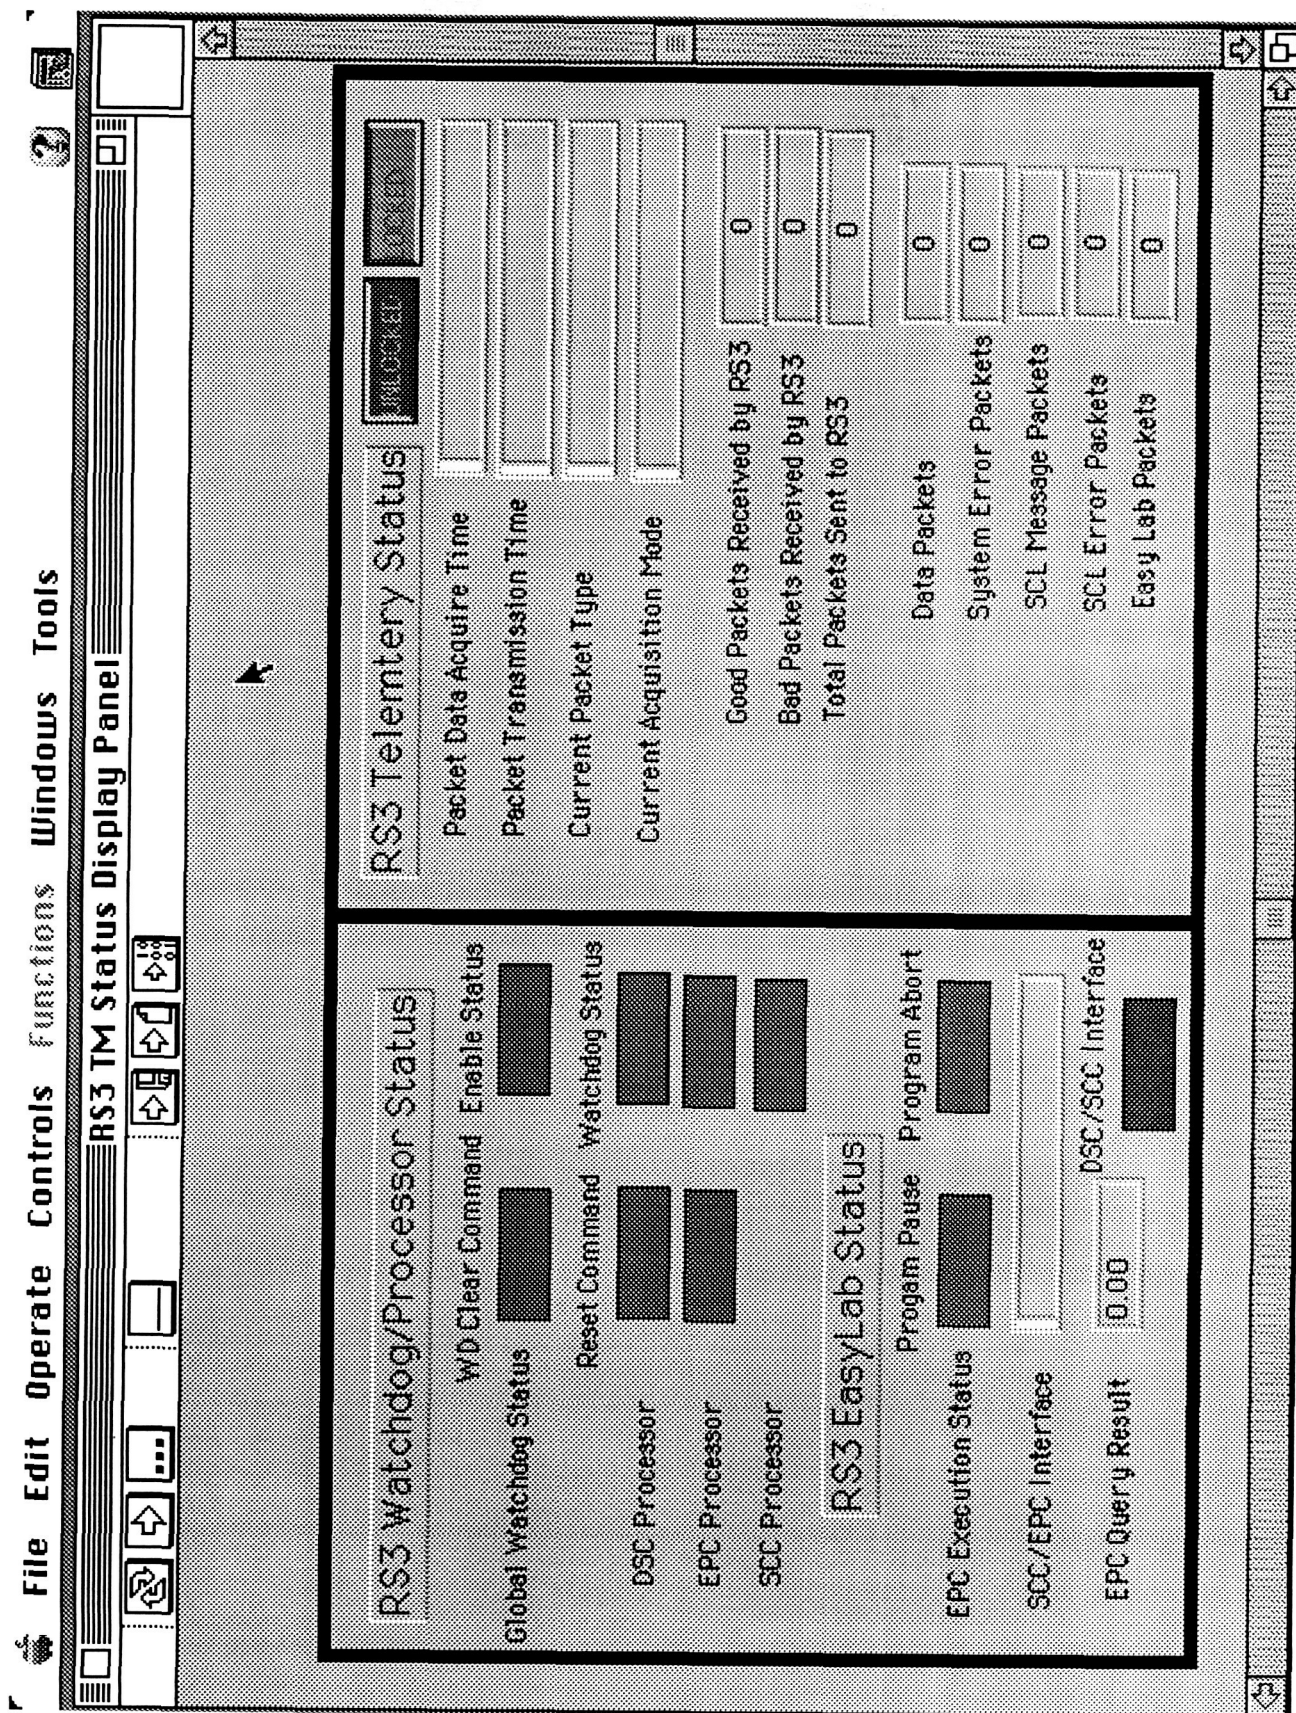 File Edit Operate Controls Functions Windows Tools
RS3 TM Status Display Panel
RS3 Watchdog/Processor Status
WD Clear Command Enable Status
Global Watchdog Status
Reset Command Watchdog Status
DSC Processor
EPC Processor
SCC Processor
RS3 EasyLab Status
Progam Pause Program Abort
EPC Execution Status
SCC/EPC Interface
DSC/SCC Interface
EPC Query Result 0.00
RS3 Telemtery Status
LOCKED
Packet Data Acquire Time
Packet Transmission Time
Current Packet Type
Current Acquisition Mode
Good Packets Received by RS3 0
Bad Packets Received by RS3 0
Total Packets Sent to RS3 0
Data Packets 0
System Error Packets 0
SCL Message Packets 0
SCL Error Packets 0
Easy Lab Packets 0